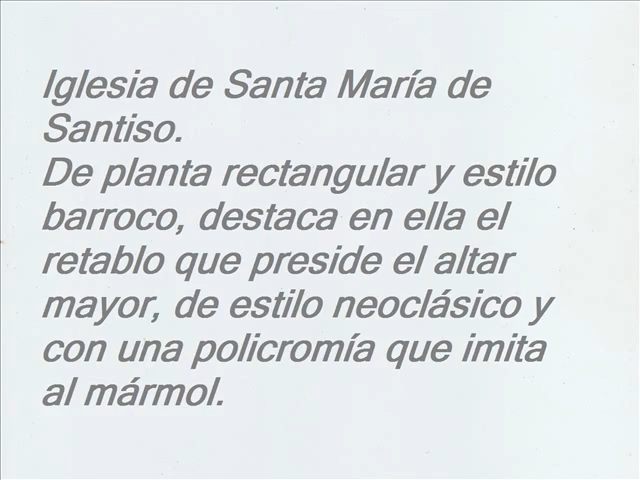 Iglesia de Santa María de
Santiso.
De planta rectangular y estilo
barroco, destaca en ella el
retablo que preside el altar
mayor, de estilo neoclásico y
con una policromía que imita
al mármol.